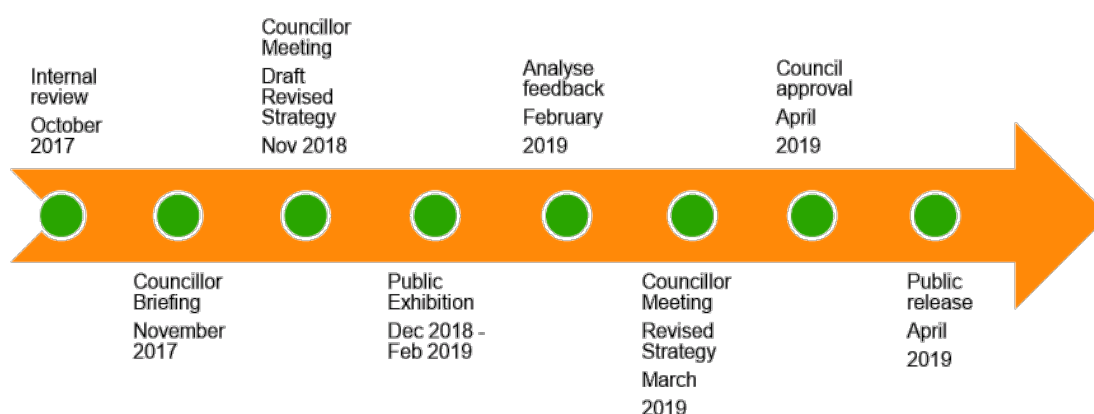 Internal
review
October
2017
Councillor
Briefing
November
2017
Councillor
Meeting
Draft
Revised
Strategy
Nov 2018
Public
Exhibition
Dec 2018 -
Feb 2019
Analyse
feedback
February
2019
Councillor
Meeting
Revised
Strategy
March
2019
Council
approval
April
2019
Public
release
April
2019